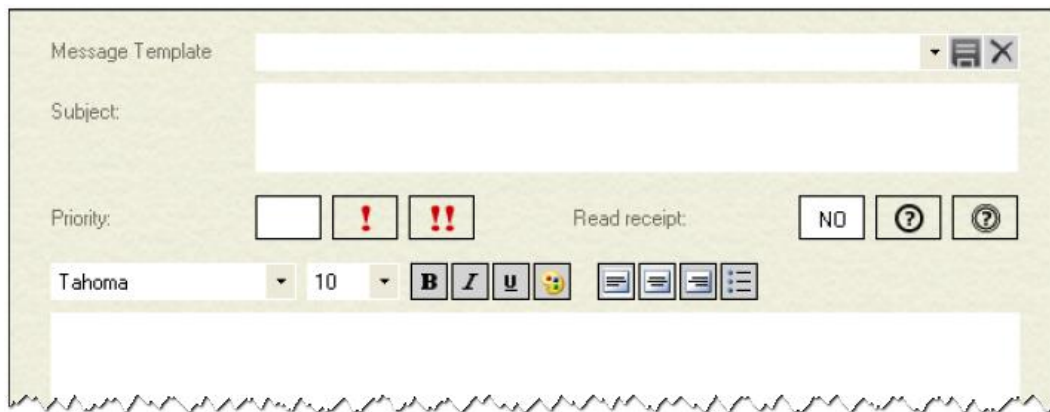 Message Template
Subject:
Priority: ! !! Read receipt: NO ? ?
Tahoma 10 B I U